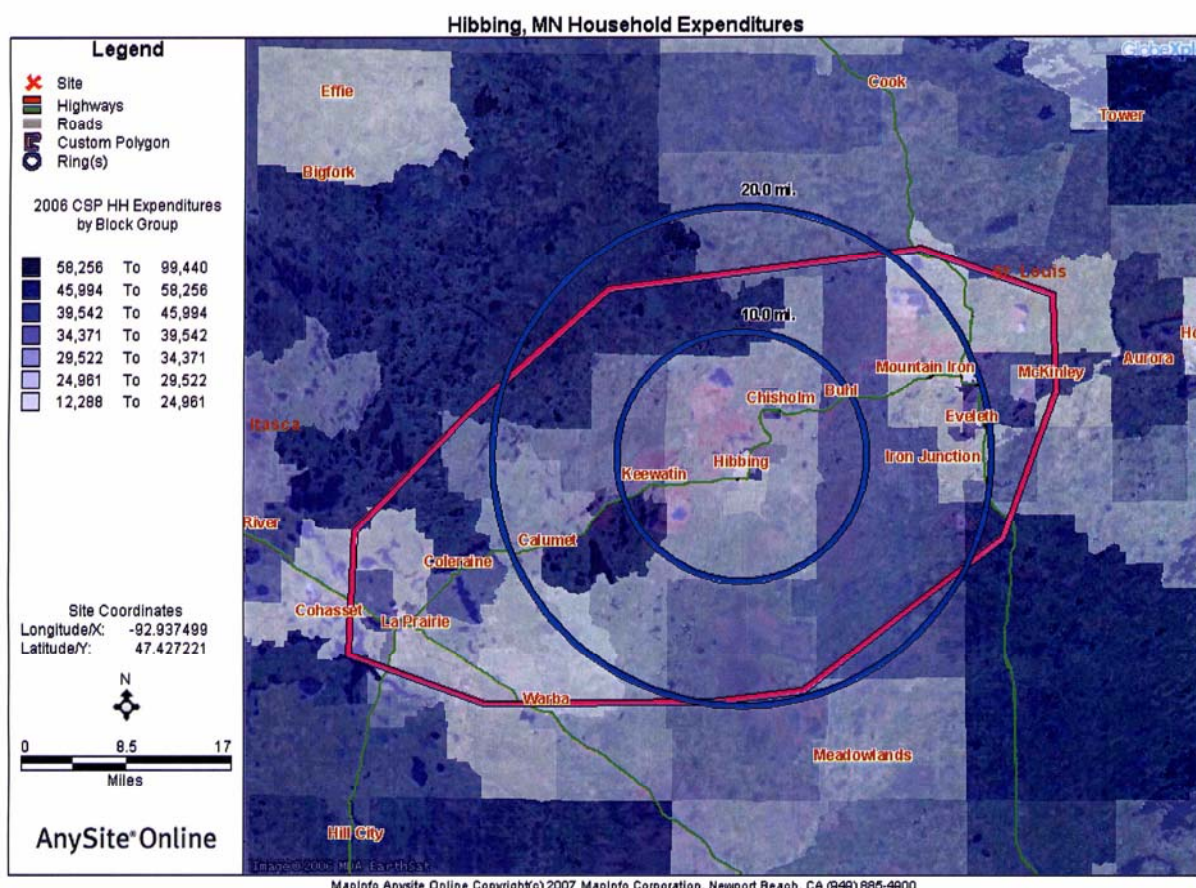 Hibbing, MN Household Expenditures
Legend
Site
Highways
Roads
Custom Polygon
Ring(s)
2006 CSP HH Expenditures
by Block Group
58,256 To 99,440
45,994 To 58,256
39,542 To 45,994
34,371 To 39,542
29,522 To 34,371
24,961 To 29,522
12,288 To 24,961
Site Coordinates
Longitude/X: -92.937499
Latitude/Y: 47.427221
N
0 8.5 17
Miles
AnySite Online
Effie
Cook
Tower
Bigfork
20.0 mi.
St. Louis
10.0 mi.
Aurora
Mountain Iron
McKinley
Buhl
Chisholm
Eveleth
Itasca
Iron Junction
Hibbing
Keewatin
River
Calumet
Coleraine
Cohasset
La Prairie
Warba
Meadowlands
Hill City
Image © 2006 MDA EarthSat
MapInfo Anysite Online Copyright(c) 2007 MapInfo Corporation, Newport Beach, CA (949) 885-4000